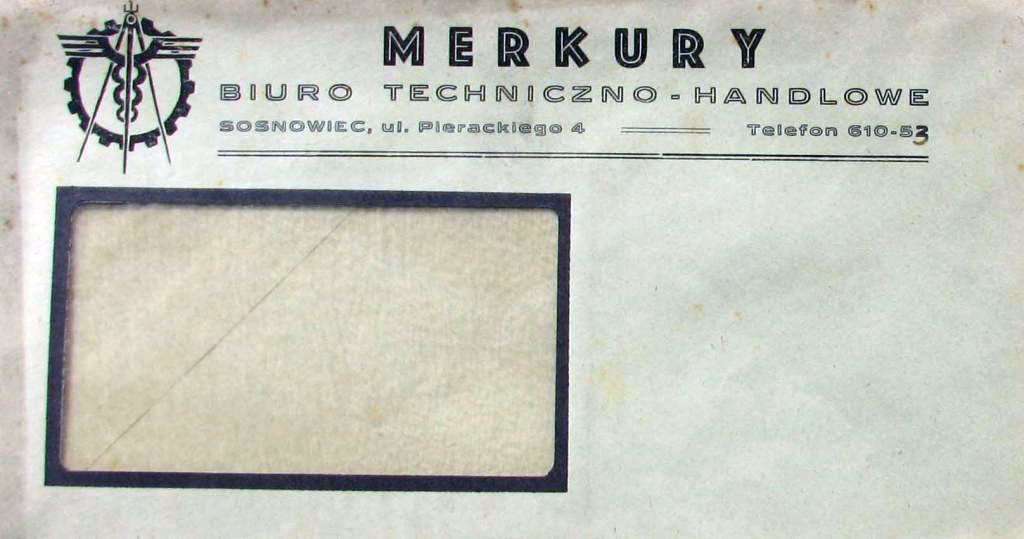 MERKURY
BIURO TECHNICZNO - HANDLOWE
SOSNOWIEC, ul. Pierackiego 4 Telefon 610-53